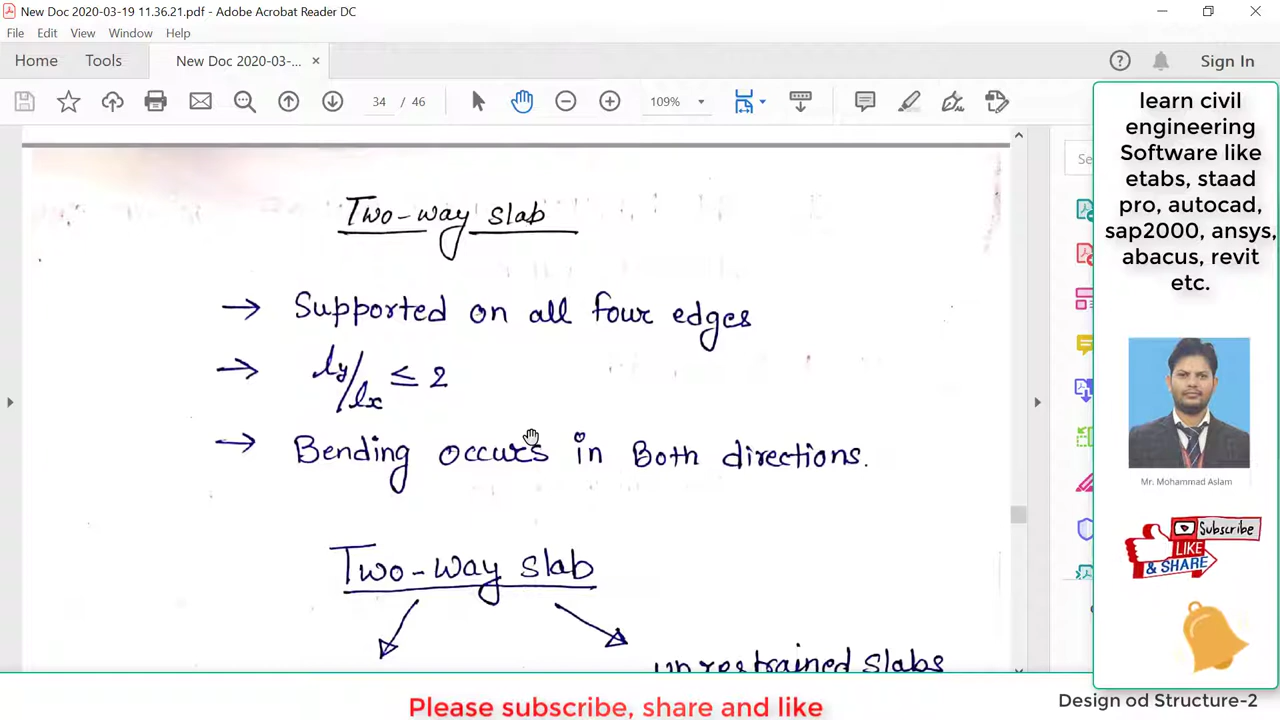 New Doc 2020-03-19 11.36.21.pdf - Adobe Acrobat Reader DC
File Edit View Window Help
Home Tools New Doc 2020-03-... × Sign In
34 / 46 109%
Two-way slab
→ Supported on all four edges
→ ly/lx ≤ 2
→ Bending occurs in Both directions.
Two-way slab
unrestrained slabs
learn civil
engineering
Software like
etabs, staad
pro, autocad,
sap2000, ansys,
abacus, revit
etc.
Mr. Mohammad Aslam
Subscribe
LIKE
& SHARE
Please subscribe, share and like
Design od Structure-2